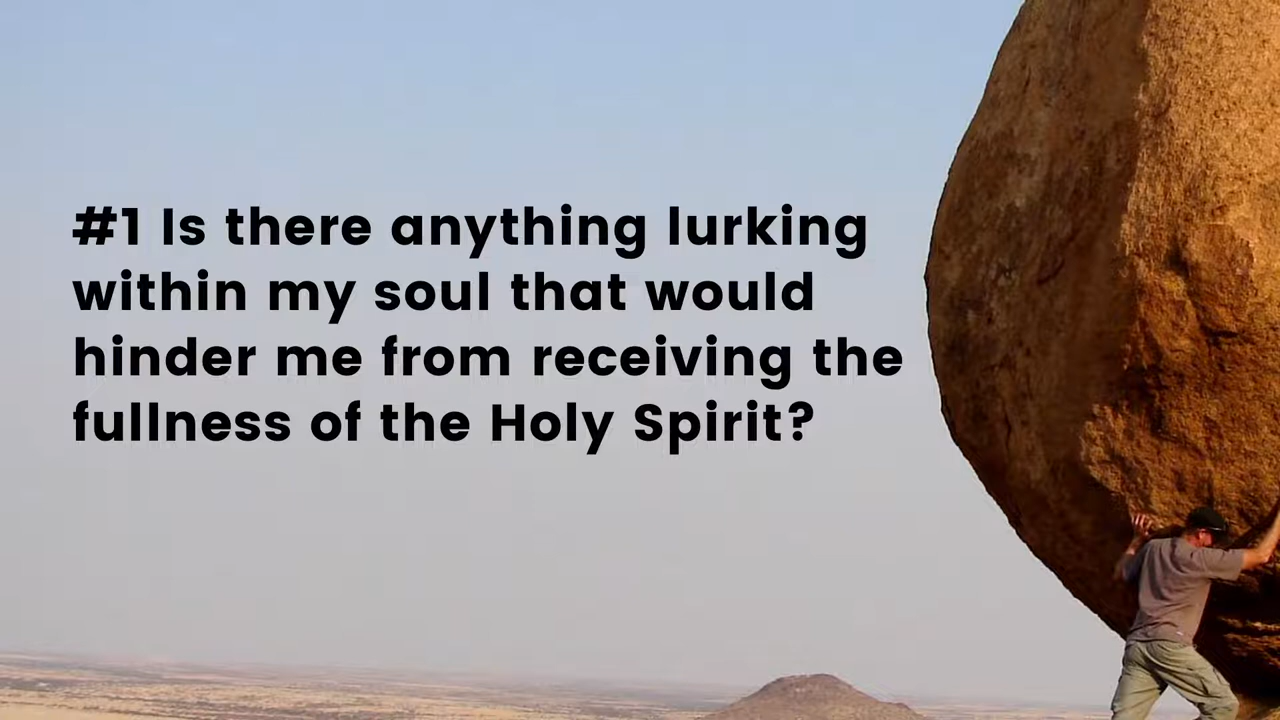 #1 Is there anything lurking
within my soul that would
hinder me from receiving the
fullness of the Holy Spirit?